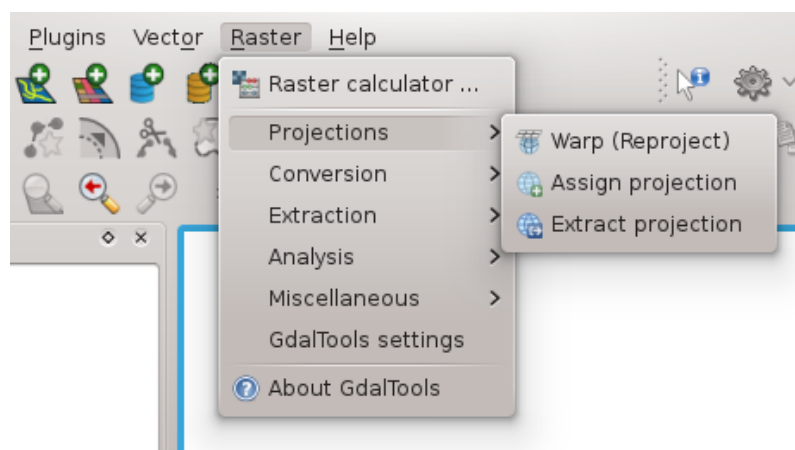 Plugins Vector Raster Help
Raster calculator ...
Projections
Conversion
Extraction
Analysis
Miscellaneous
GdalTools settings
About GdalTools
Warp (Reproject)
Assign projection
Extract projection